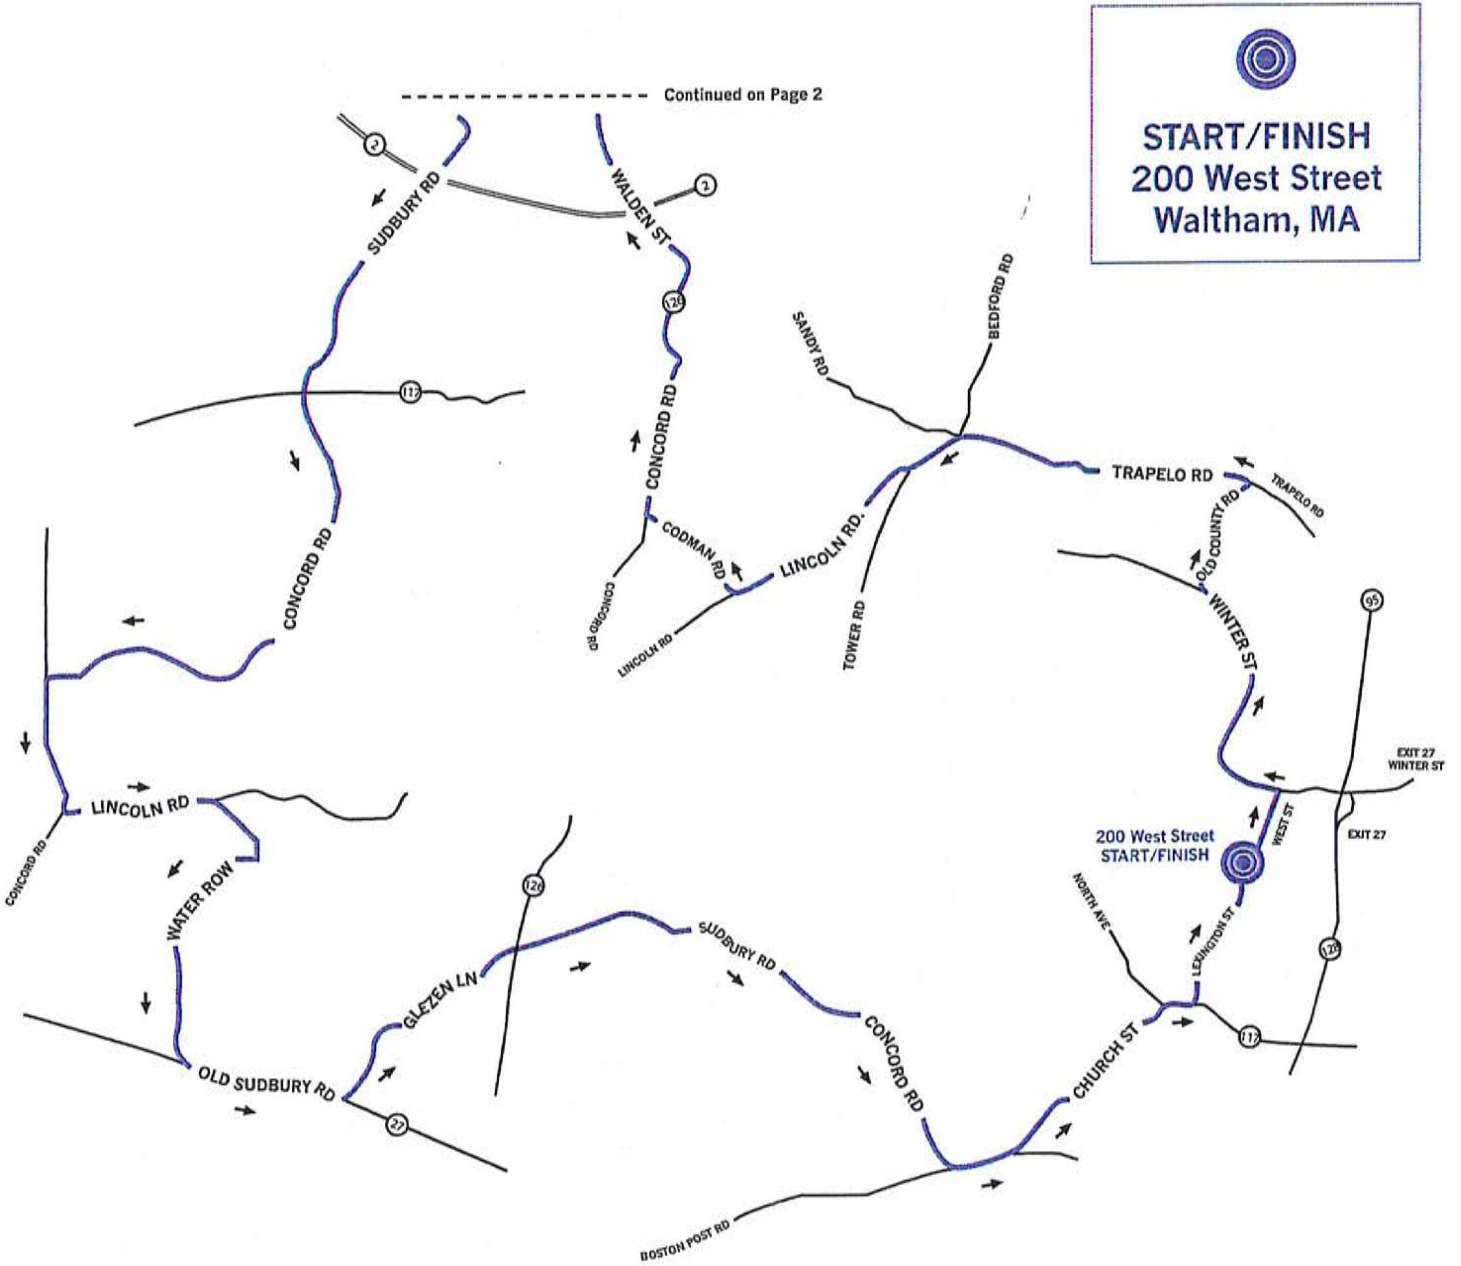 START/FINISH
200 West Street
Waltham, MA
Continued on Page 2
2
SUDBURY RD
WALDEN ST
2
126
117
CONCORD RD
SANDY RD
BEDFORD RD
TRAPELO RD
TRAPELO RD
OLD COUNTY RD
LINCOLN RD.
CODMAN RD
CONCORD RD
LINCOLN RD
TOWER RD
CONCORD RD
WINTER ST
95
EXIT 27
WINTER ST
EXIT 27
WEST ST
200 West Street
START/FINISH
LINCOLN RD
CONCORD RD
WATER ROW
126
NORTH AVE
LEXINGTON ST
128
SUDBURY RD
GLEZEN LN
OLD SUDBURY RD
27
CONCORD RD
CHURCH ST
117
BOSTON POST RD